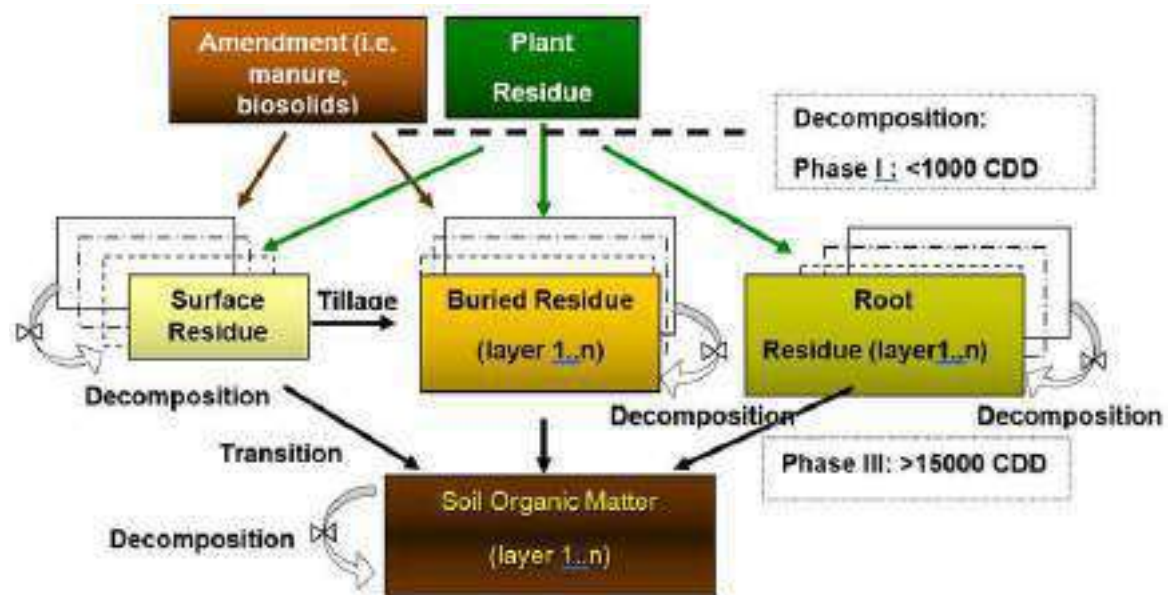 Amendment (i.e.
manure,
biosolids)
Plant
Residue
Decomposition:
Phase I : <1000 CDD
Surface
Residue
Tillage
Buried Residue
(layer 1..n)
Root
Residue (layer1..n)
Decomposition
Decomposition
Decomposition
Transition
Phase III: >15000 CDD
Soil Organic Matter
(layer 1..n)
Decomposition